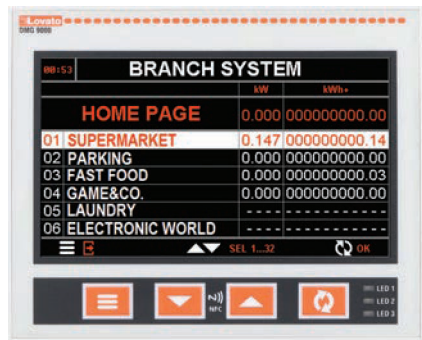 Lovato
DMG 9000
00:53 BRANCH SYSTEM
kW kWh+
HOME PAGE 0.000 000000000.00
01 SUPERMARKET 0.147 000000000.14
02 PARKING 0.000 000000000.00
03 FAST FOOD 0.000 000000000.03
04 GAME&CO. 0.000 000000000.00
05 LAUNDRY ---- ------------
06 ELECTRONIC WORLD ---- ------------
SEL 1...32 OK
N))
NFC
LED 1
LED 2
LED 3